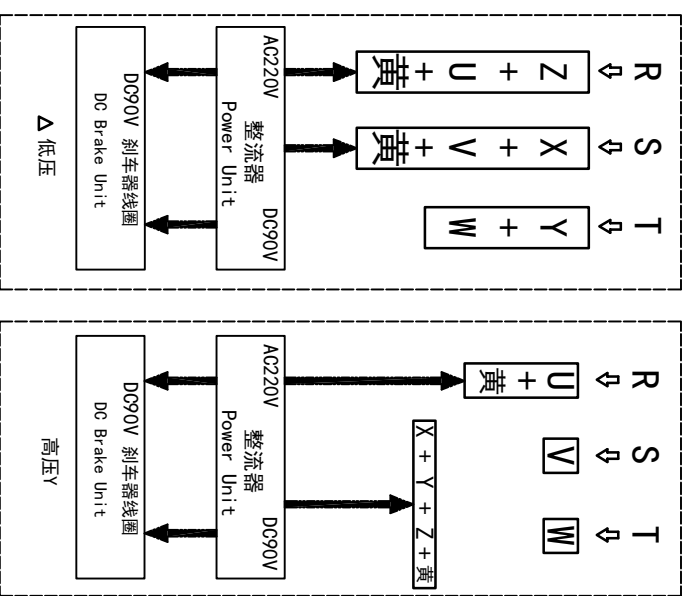 R S T
Z+U+黄
X+V+黄
Y+W
AC220V
整流器
Power Unit
DC90V
DC90V 刹车器线圈
DC Brake Unit
Δ 低压
R S T
U+黄
V
W
X+Y+Z+黄
AC220V
整流器
Power Unit
DC90V
DC90V 刹车器线圈
DC Brake Unit
高压Y